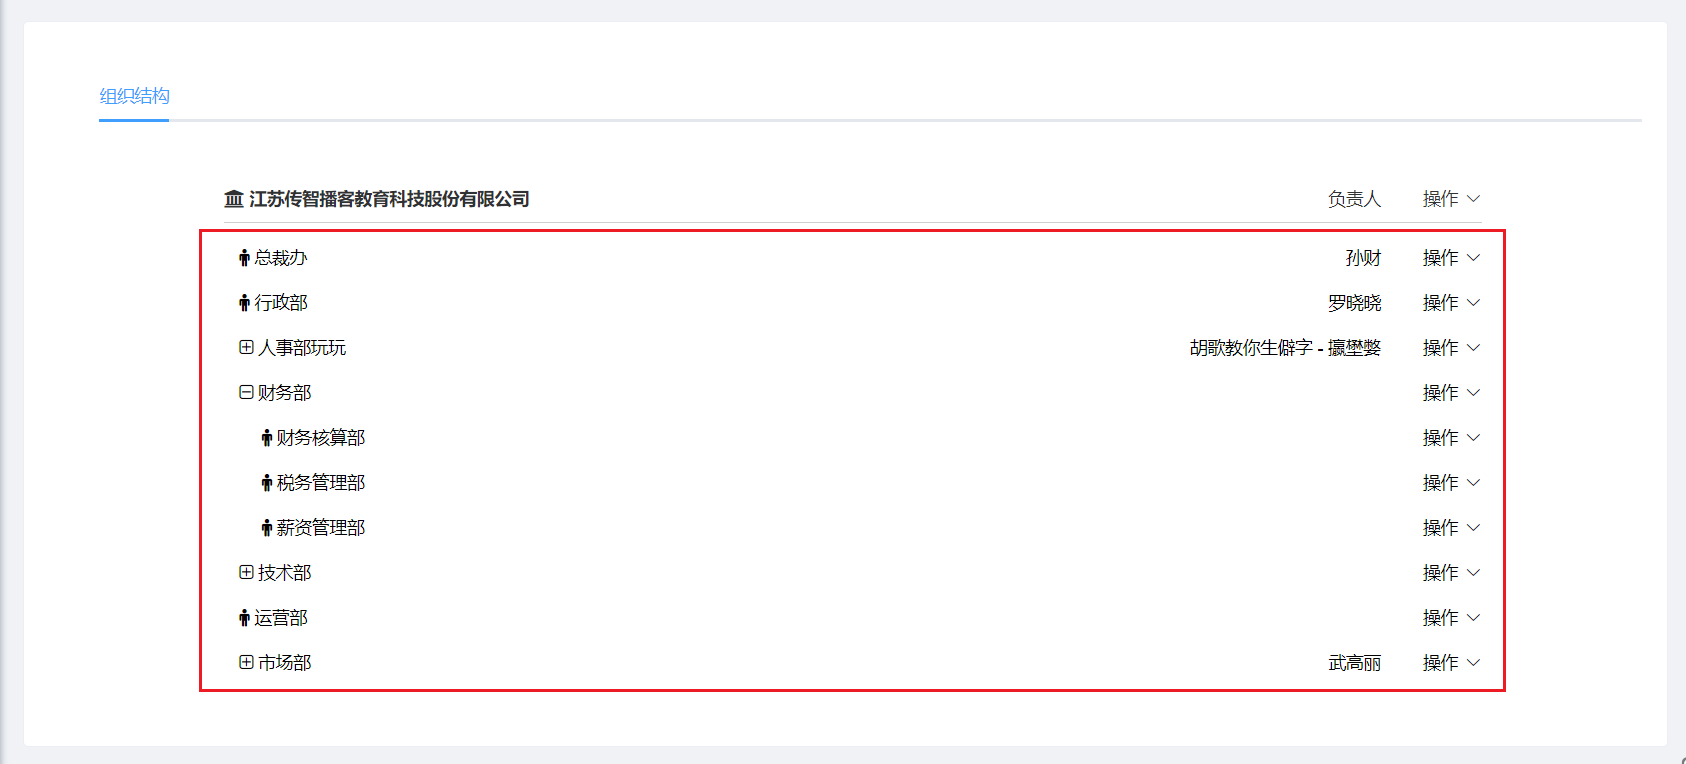 组织结构
江苏传智播客教育科技股份有限公司 负责人 操作
总裁办 孙财 操作
行政部 罗晓晓 操作
人事部玩玩 胡歌教你生僻字 - 操作
财务部 操作
财务核算部 操作
税务管理部 操作
薪资管理部 操作
技术部 操作
运营部 操作
市场部 武高丽 操作